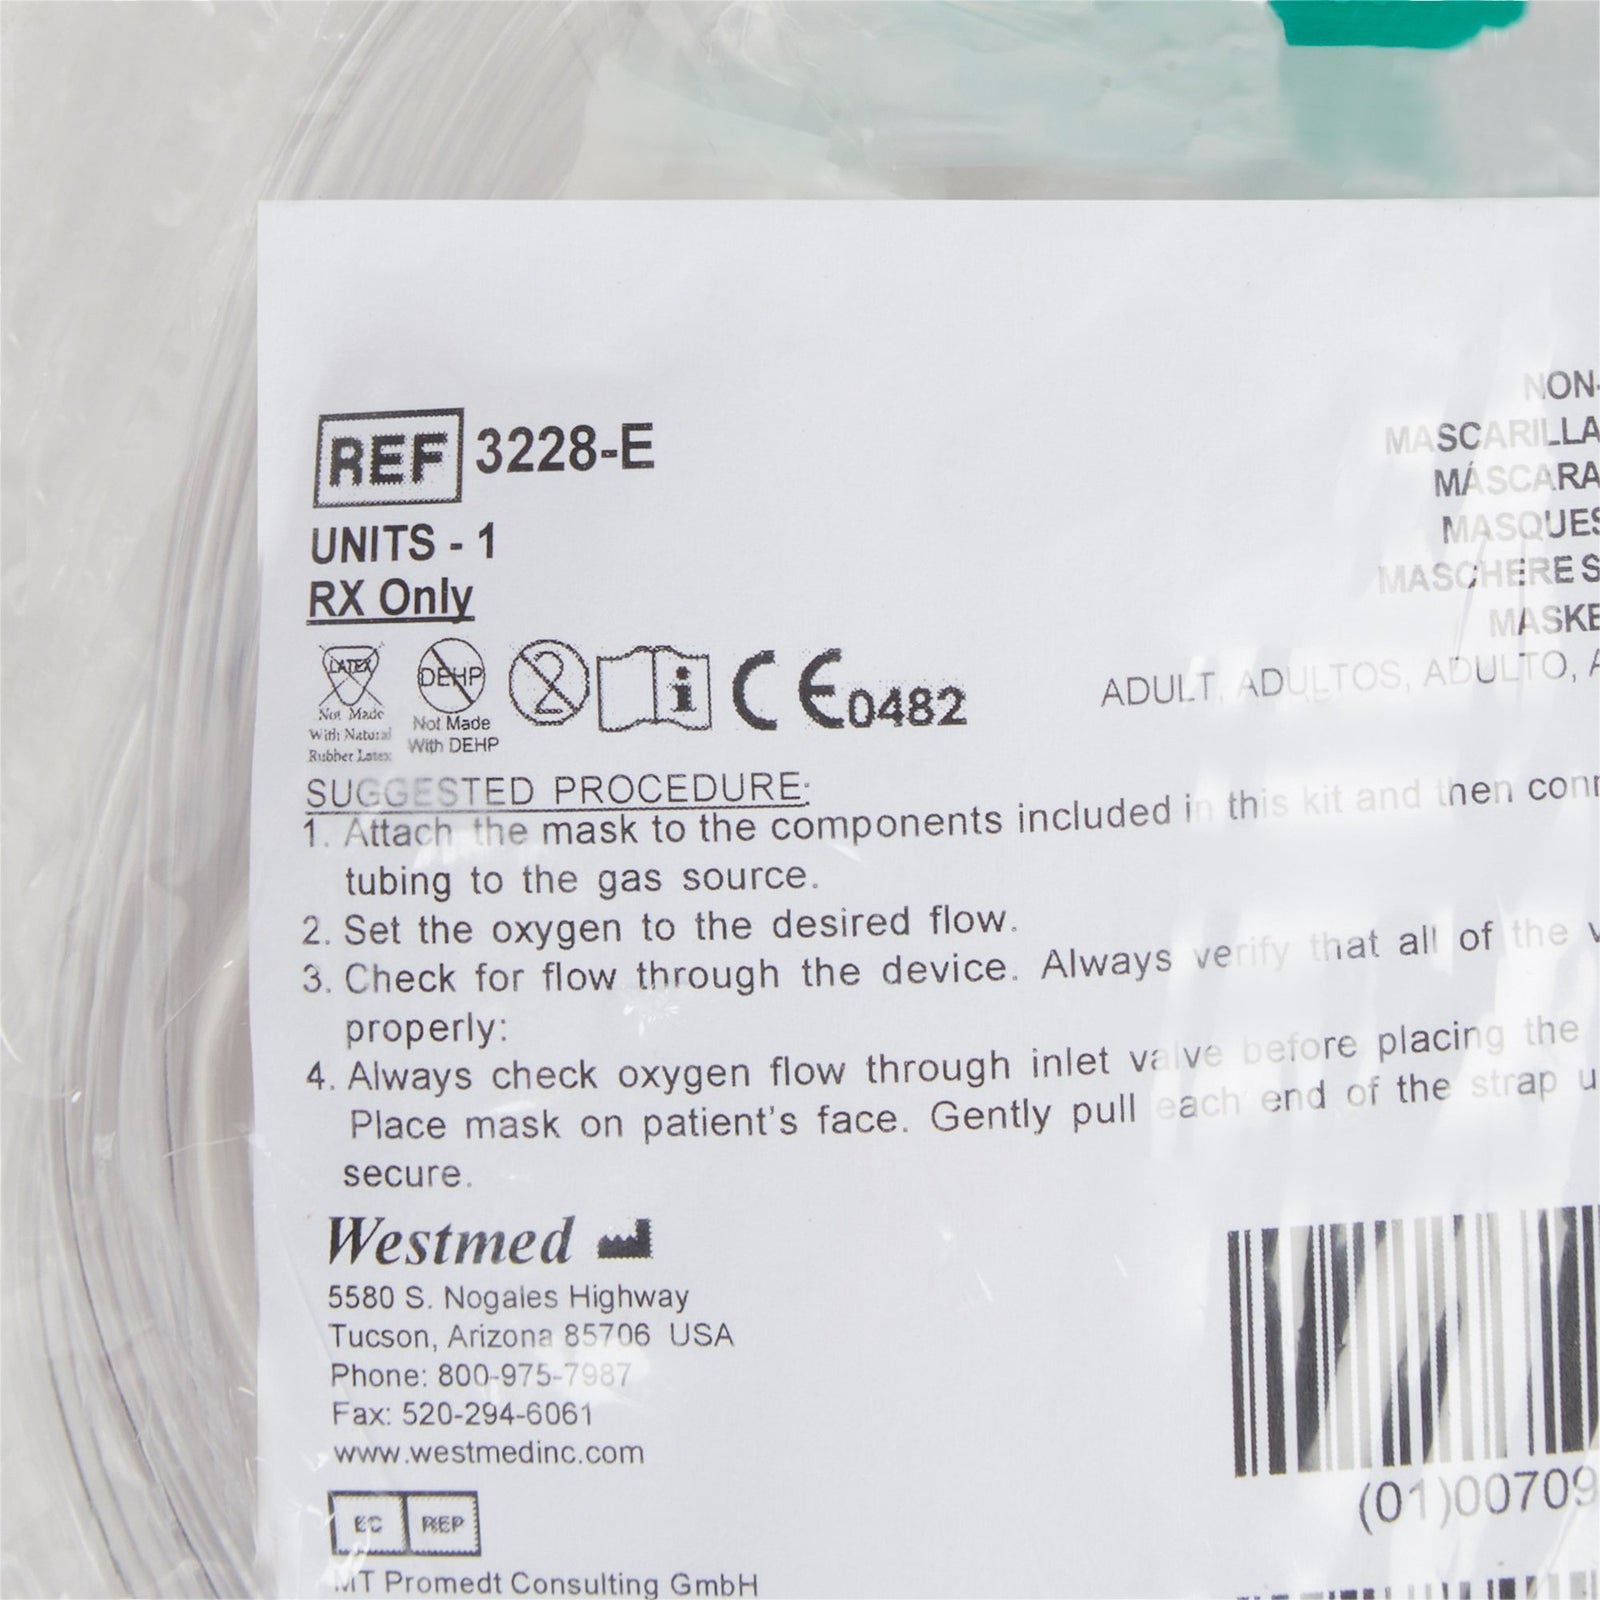 REF 3228-E
UNITS - 1
RX Only
LATEX
Not Made
With Natural
Rubber Latex
DEHP
Not Made
With DEHP
2
i
CE 0482
NON-
MASCARILLA
MÁSCARA
MASQUES
MASCHERE S
MASKE
ADULT, ADULTOS, ADULTO, A
SUGGESTED PROCEDURE:
1. Attach the mask to the components included in this kit and then conn
tubing to the gas source.
2. Set the oxygen to the desired flow.
3. Check for flow through the device. Always verify that all of the v
properly:
4. Always check oxygen flow through inlet valve before placing the
Place mask on patient's face. Gently pull each end of the strap u
secure.
Westmed
5580 S. Nogales Highway
Tucson, Arizona 85706 USA
Phone: 800-975-7987
Fax: 520-294-6061
www.westmedinc.com
(01)00709
EC REP
MT Promedt Consulting GmbH